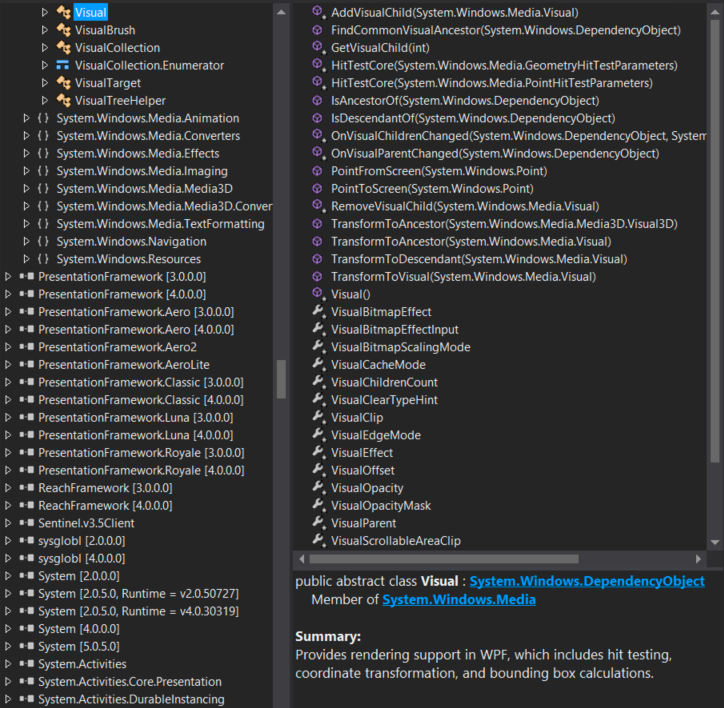 Visual
VisualBrush
VisualCollection
VisualCollection.Enumerator
VisualTarget
VisualTreeHelper
{ } System.Windows.Media.Animation
{ } System.Windows.Media.Converters
{ } System.Windows.Media.Effects
{ } System.Windows.Media.Imaging
{ } System.Windows.Media.Media3D
{ } System.Windows.Media.Media3D.Conver
{ } System.Windows.Media.TextFormatting
{ } System.Windows.Navigation
{ } System.Windows.Resources
PresentationFramework [3.0.0.0]
PresentationFramework [4.0.0.0]
PresentationFramework.Aero [3.0.0.0]
PresentationFramework.Aero [4.0.0.0]
PresentationFramework.Aero2
PresentationFramework.AeroLite
PresentationFramework.Classic [3.0.0.0]
PresentationFramework.Classic [4.0.0.0]
PresentationFramework.Luna [3.0.0.0]
PresentationFramework.Luna [4.0.0.0]
PresentationFramework.Royale [3.0.0.0]
PresentationFramework.Royale [4.0.0.0]
ReachFramework [3.0.0.0]
ReachFramework [4.0.0.0]
Sentinel.v3.5Client
sysglobl [2.0.0.0]
sysglobl [4.0.0.0]
System [2.0.0.0]
System [2.0.5.0, Runtime = v2.0.50727]
System [2.0.5.0, Runtime = v4.0.30319]
System [4.0.0.0]
System [5.0.5.0]
System.Activities
System.Activities.Core.Presentation
System.Activities.DurableInstancing
AddVisualChild(System.Windows.Media.Visual)
FindCommonVisualAncestor(System.Windows.DependencyObject)
GetVisualChild(int)
HitTestCore(System.Windows.Media.GeometryHitTestParameters)
HitTestCore(System.Windows.Media.PointHitTestParameters)
IsAncestorOf(System.Windows.DependencyObject)
IsDescendantOf(System.Windows.DependencyObject)
OnVisualChildrenChanged(System.Windows.DependencyObject, System
OnVisualParentChanged(System.Windows.DependencyObject)
PointFromScreen(System.Windows.Point)
PointToScreen(System.Windows.Point)
RemoveVisualChild(System.Windows.Media.Visual)
TransformToAncestor(System.Windows.Media.Media3D.Visual3D)
TransformToAncestor(System.Windows.Media.Visual)
TransformToDescendant(System.Windows.Media.Visual)
TransformToVisual(System.Windows.Media.Visual)
Visual()
VisualBitmapEffect
VisualBitmapEffectInput
VisualBitmapScalingMode
VisualCacheMode
VisualChildrenCount
VisualClearTypeHint
VisualClip
VisualEdgeMode
VisualEffect
VisualOffset
VisualOpacity
VisualOpacityMask
VisualParent
VisualScrollableAreaClip
public abstract class Visual : System.Windows.DependencyObject
Member of System.Windows.Media
Summary:
Provides rendering support in WPF, which includes hit testing,
coordinate transformation, and bounding box calculations.